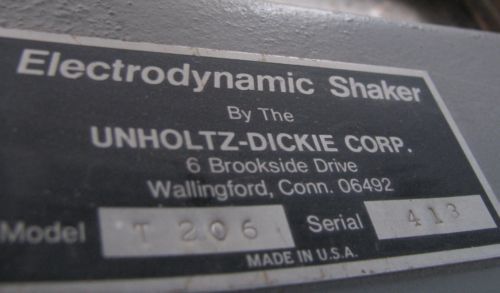 Electrodynamic Shaker
By The
UNHOLTZ-DICKIE CORP.
6 Brookside Drive
Wallingford, Conn. 06492
Model T 206 Serial 413
MADE IN U.S.A.